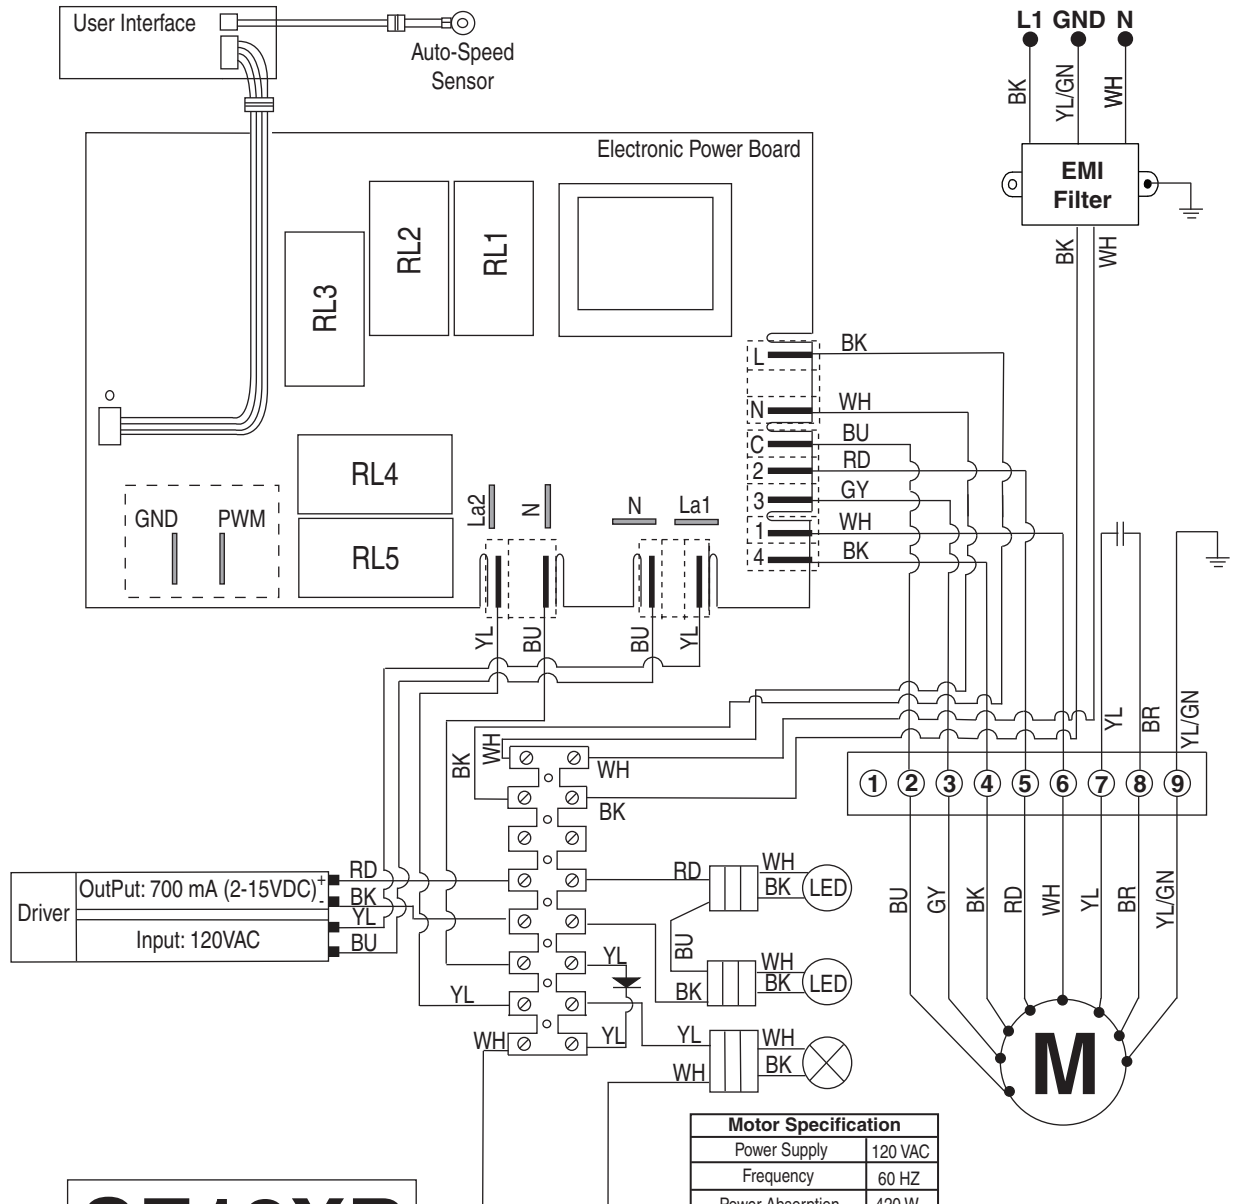 User Interface
Auto-Speed
Sensor
L1 GND N
BK
YL/GN
WH
EMI
Filter
BK
WH
Electronic Power Board
RL1
RL2
RL3
RL4
RL5
GND PWM
La2
N
N La1
L
N
C
2
3
1
4
BK
WH
BU
RD
GY
WH
BK
YL
BU
BU
YL
YL
BR
YL/GN
BK
WH
WH
BK
1 2 3 4 5 6 7 8 9
Driver
OutPut: 700 mA (2-15VDC)
+
-
Input: 120VAC
RD
BK
YL
BU
RD
WH
BK
LED
BU
WH
BK
LED
BK
YL
YL
YL
WH
YL
WH
WH
BK
BU
GY
BK
RD
WH
YL
BR
YL/GN
M
Motor Specification
Power Supply 120 VAC
Frequency 60 HZ
Power Absorption 420 W